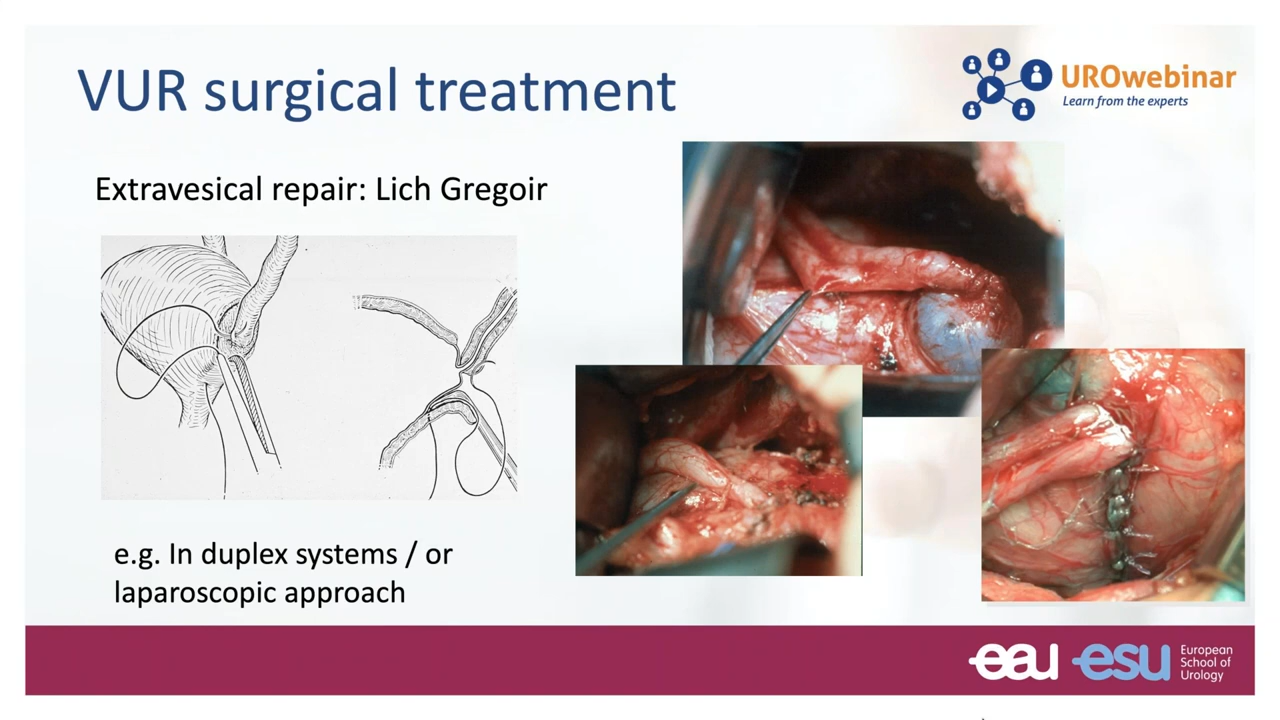 VUR surgical treatment
UROwebinar
Learn from the experts
Extravesical repair: Lich Gregoir
e.g. In duplex systems / or
laparoscopic approach
eau esu European
School of
Urology